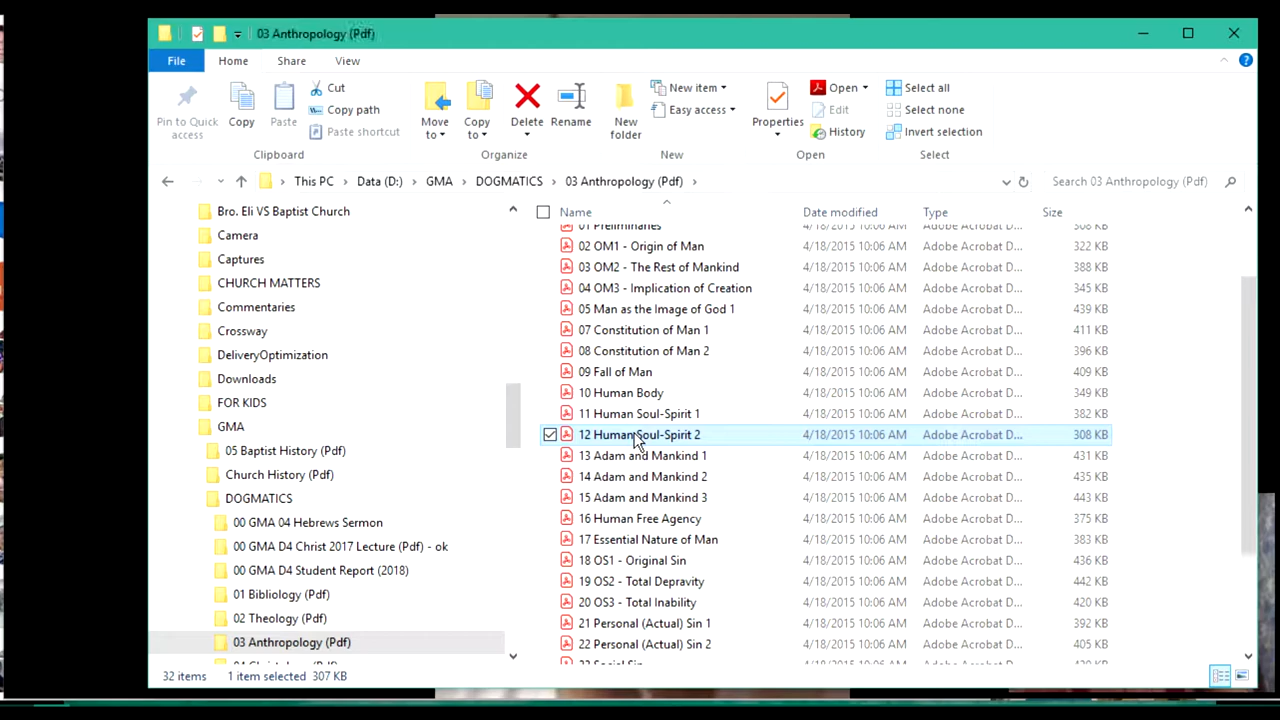 03 Anthropology (Pdf)
File Home Share View
Pin to Quick access
Copy
Paste
Cut
Copy path
Paste shortcut
Move to
Copy to
Delete
Rename
New folder
New item
Easy access
Properties
Open
Edit
History
Select all
Select none
Invert selection
Clipboard Organize New Open Select
This PC > Data (D:) > GMA > DOGMATICS > 03 Anthropology (Pdf) >
Search 03 Anthropology (Pdf)
Bro. Eli VS Baptist Church
Camera
Captures
CHURCH MATTERS
Commentaries
Crossway
DeliveryOptimization
Downloads
FOR KIDS
GMA
05 Baptist History (Pdf)
Church History (Pdf)
DOGMATICS
00 GMA 04 Hebrews Sermon
00 GMA D4 Christ 2017 Lecture (Pdf) - ok
00 GMA D4 Student Report (2018)
01 Bibliology (Pdf)
02 Theology (Pdf)
03 Anthropology (Pdf)
Name Date modified Type Size
01 Preliminaries 4/18/2015 10:06 AM Adobe Acrobat D... 308 KB
02 OM1 - Origin of Man 4/18/2015 10:06 AM Adobe Acrobat D... 322 KB
03 OM2 - The Rest of Mankind 4/18/2015 10:06 AM Adobe Acrobat D... 388 KB
04 OM3 - Implication of Creation 4/18/2015 10:06 AM Adobe Acrobat D... 345 KB
05 Man as the Image of God 1 4/18/2015 10:06 AM Adobe Acrobat D... 439 KB
07 Constitution of Man 1 4/18/2015 10:06 AM Adobe Acrobat D... 411 KB
08 Constitution of Man 2 4/18/2015 10:06 AM Adobe Acrobat D... 396 KB
09 Fall of Man 4/18/2015 10:06 AM Adobe Acrobat D... 409 KB
10 Human Body 4/18/2015 10:06 AM Adobe Acrobat D... 349 KB
11 Human Soul-Spirit 1 4/18/2015 10:06 AM Adobe Acrobat D... 382 KB
12 Human Soul-Spirit 2 4/18/2015 10:06 AM Adobe Acrobat D... 308 KB
13 Adam and Mankind 1 4/18/2015 10:06 AM Adobe Acrobat D... 431 KB
14 Adam and Mankind 2 4/18/2015 10:06 AM Adobe Acrobat D... 435 KB
15 Adam and Mankind 3 4/18/2015 10:06 AM Adobe Acrobat D... 443 KB
16 Human Free Agency 4/18/2015 10:06 AM Adobe Acrobat D... 375 KB
17 Essential Nature of Man 4/18/2015 10:06 AM Adobe Acrobat D... 383 KB
18 OS1 - Original Sin 4/18/2015 10:06 AM Adobe Acrobat D... 436 KB
19 OS2 - Total Depravity 4/18/2015 10:06 AM Adobe Acrobat D... 442 KB
20 OS3 - Total Inability 4/18/2015 10:06 AM Adobe Acrobat D... 420 KB
21 Personal (Actual) Sin 1 4/18/2015 10:06 AM Adobe Acrobat D... 392 KB
22 Personal (Actual) Sin 2 4/18/2015 10:06 AM Adobe Acrobat D... 405 KB
32 items 1 item selected 307 KB